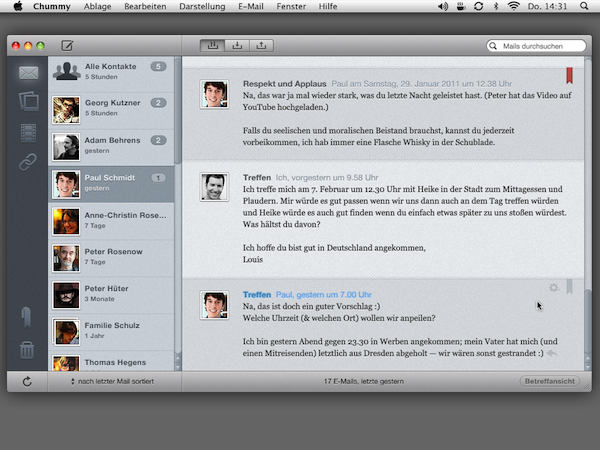 Chummy Ablage Bearbeiten Darstellung E-Mail Fenster Hilfe Do. 14:31
Mails durchsuchen
Alle Kontakte 5
5 Stunden
Georg Kutzner 2
5 Stunden
Adam Behrens 2
gestern
Paul Schmidt 1
gestern
Anne-Christin Rose...
7 Tage
Peter Rosenow
7 Tage
Peter Hüter
3 Monate
Familie Schulz
1 Jahr
Thomas Hegens
Respekt und Applaus Paul am Samstag, 29. Januar 2011 um 12.38 Uhr
Na, das war ja mal wieder stark, was du letzte Nacht geleistet hast. (Peter hat das Video auf
YouTube hochgeladen.)
Falls du seelischen und moralischen Beistand brauchst, kannst du jederzeit
vorbeikommen, ich hab immer eine Flasche Whisky in der Schublade.
Treffen Ich, vorgestern um 9.58 Uhr
Ich treffe mich am 7. Februar um 12.30 Uhr mit Heike in der Stadt zum Mittagessen und
Plaudern. Mir würde es gut passen wenn wir uns dann auch an dem Tag treffen würden
und Heike würde es auch gut finden wenn du einfach etwas später zu uns stoßen würdest.
Was hältst du davon?
Ich hoffe du bist gut in Deutschland angekommen,
Louis
Treffen Paul, gestern um 7.00 Uhr
Na, das ist doch ein guter Vorschlag :)
Welche Uhrzeit (& welchen Ort) wollen wir anpeilen?
Ich bin gestern Abend gegen 23.30 in Werben angekommen; mein Vater hat mich (und
einen Mitreisenden) letztlich aus Dresden abgeholt — wir wären sonst gestrandet :)
nach letzter Mail sortiert
17 E-Mails, letzte gestern
Betreffansicht